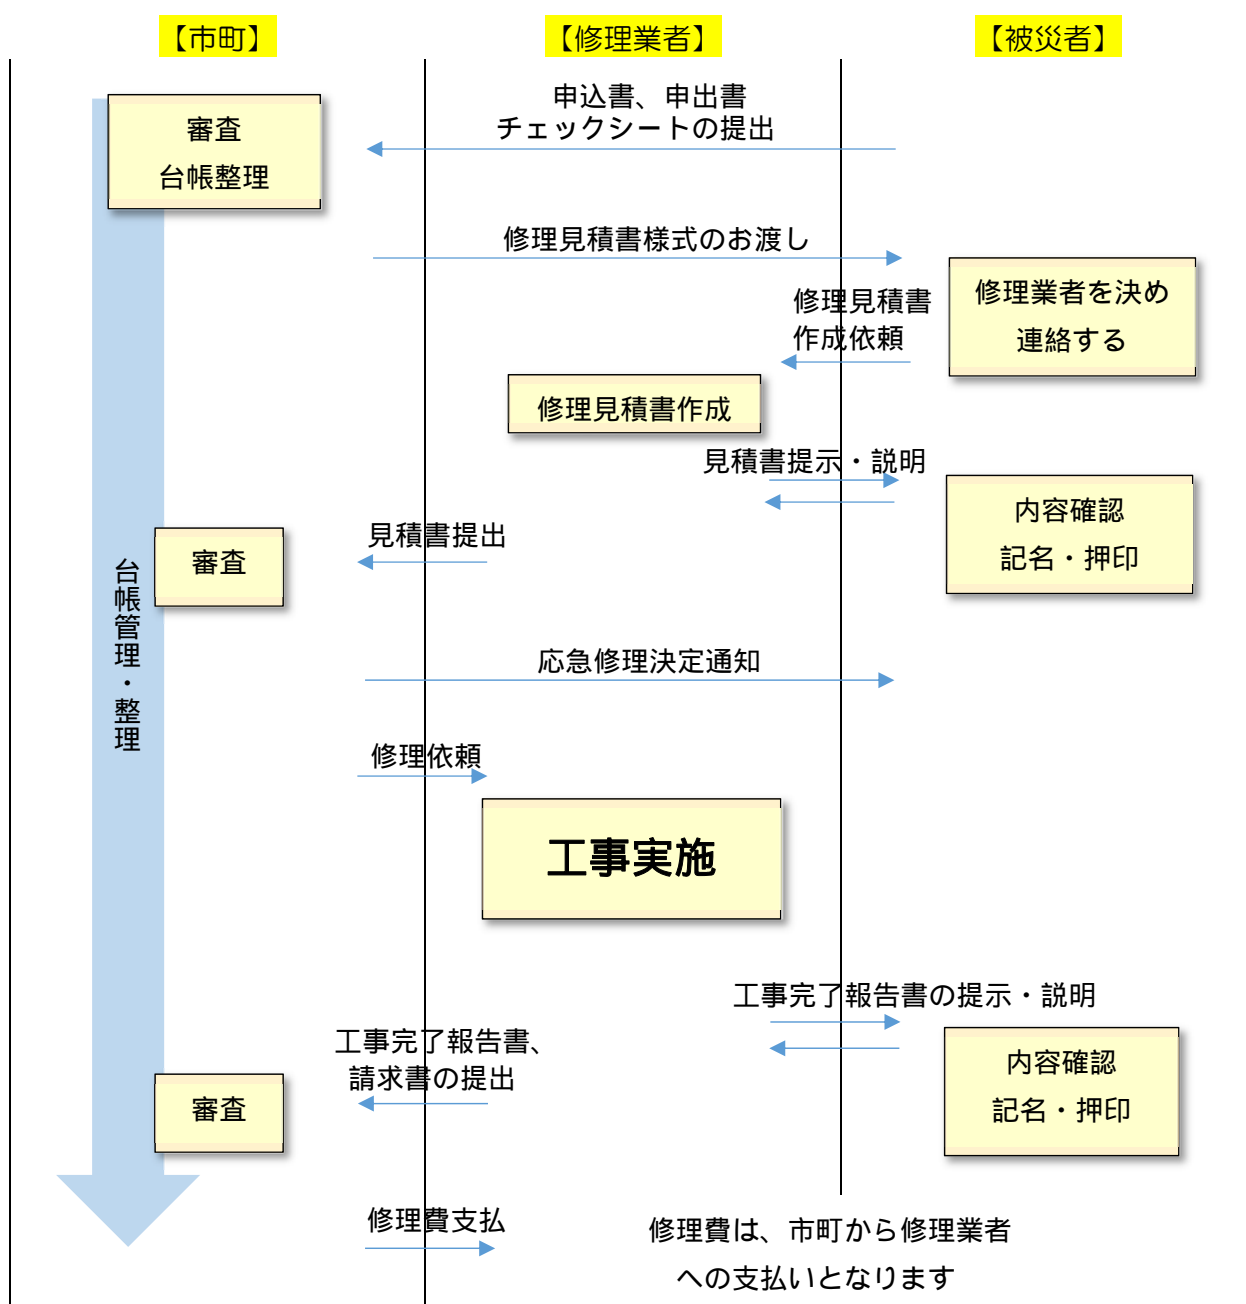 【市町】
【修理業者】
【被災者】
申込書、申出書
チェックシートの提出
審査
台帳整理
修理見積書様式のお渡し
修理業者を決め
連絡する
修理見積書
作成依頼
修理見積書作成
見積書提示・説明
内容確認
記名・押印
見積書提出
審査
台帳管理・整理
応急修理決定通知
修理依頼
工事実施
工事完了報告書の提示・説明
内容確認
記名・押印
工事完了報告書、
請求書の提出
審査
修理費支払
修理費は、市町から修理業者
への支払いとなります